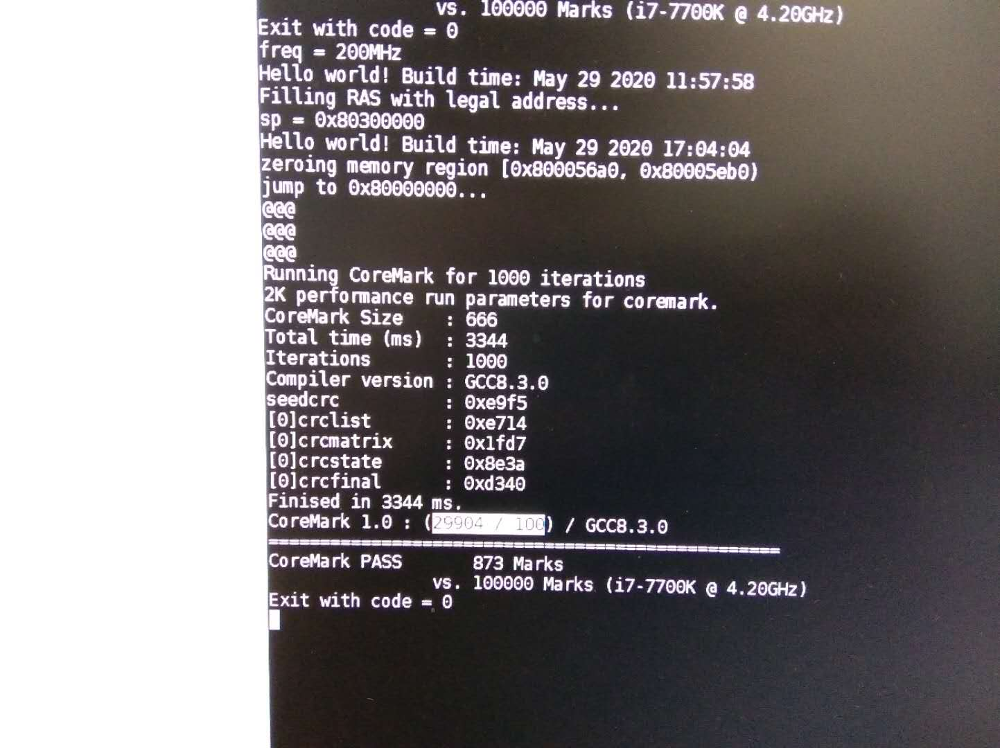 vs. 100000 Marks (i7-7700K @ 4.20GHz)
Exit with code = 0
freq = 200MHz
Hello world! Build time: May 29 2020 11:57:58
Filling RAS with legal address...
sp = 0x80300000
Hello world! Build time: May 29 2020 17:04:04
zeroing memory region [0x800056a0, 0x80005eb0)
jump to 0x80000000...
@@@
@@@
@@@
Running CoreMark for 1000 iterations
2K performance run parameters for coremark.
CoreMark Size    : 666
Total time (ms)  : 3344
Iterations       : 1000
Compiler version : GCC8.3.0
seedcrc          : 0xe9f5
[0]crclist       : 0xe714
[0]crcmatrix     : 0x1fd7
[0]crcstate      : 0x8e3a
[0]crcfinal      : 0xd340
Finised in 3344 ms.
CoreMark 1.0 : (29904 / 100) / GCC8.3.0
==================================================
CoreMark PASS       873 Marks
vs. 100000 Marks (i7-7700K @ 4.20GHz)
Exit with code = 0